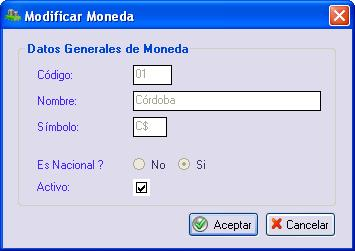 Modificar Moneda
Datos Generales de Moneda
Código: 01
Nombre: Córdoba
Símbolo: C$
Es Nacional ? No Si
Activo:
Aceptar Cancelar